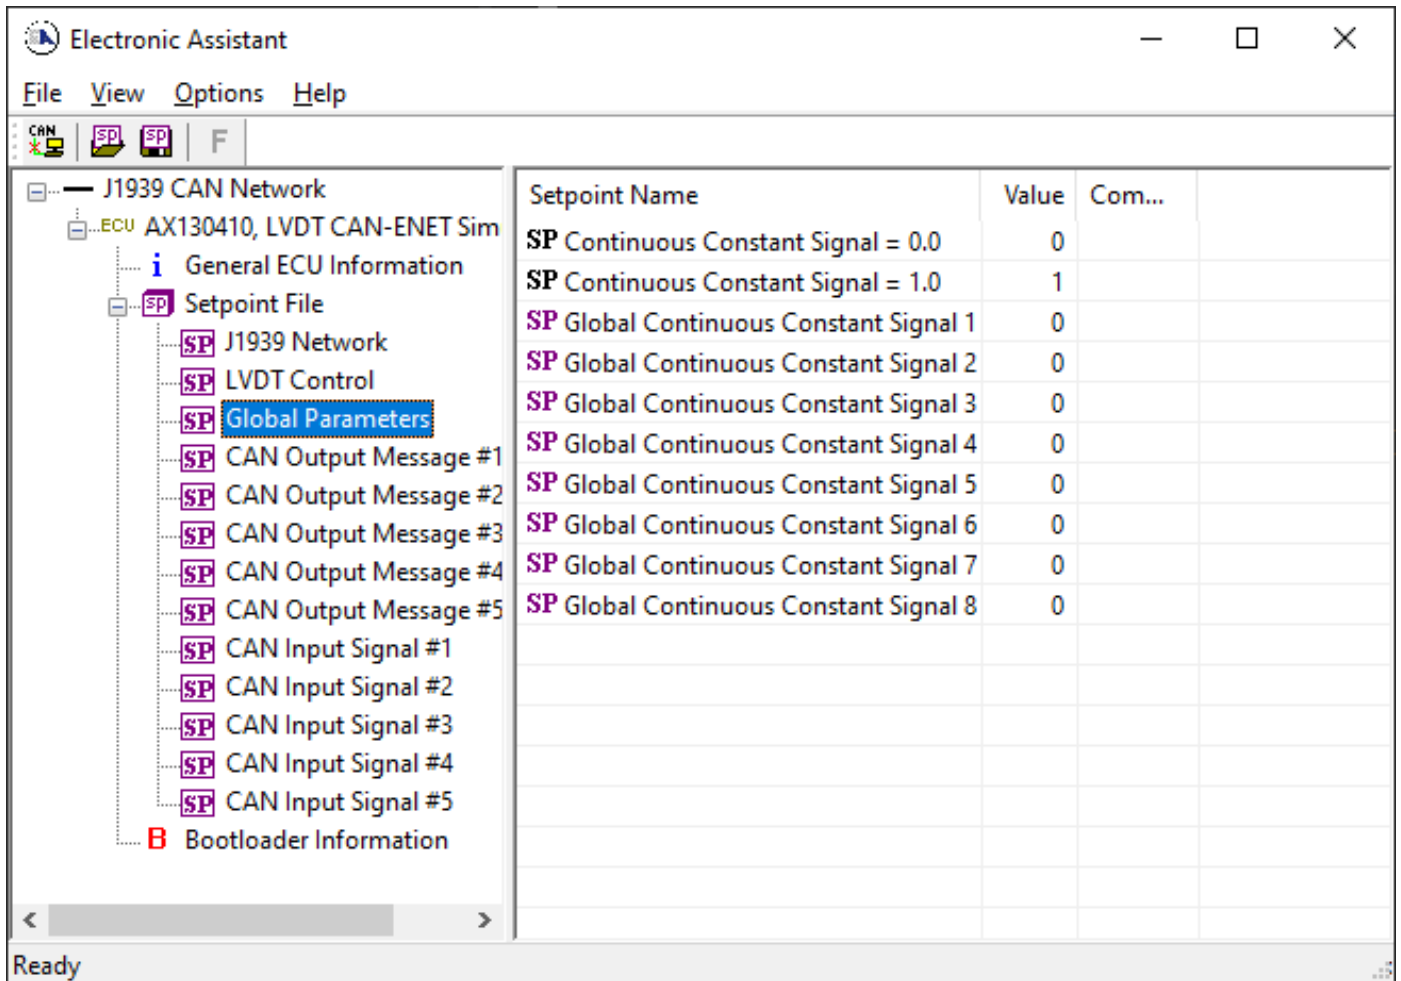 Electronic Assistant
File View Options Help
CAN SP SP F
J1939 CAN Network
ECU AX130410, LVDT CAN-ENET Sim
i General ECU Information
SP Setpoint File
SP J1939 Network
SP LVDT Control
SP Global Parameters
SP CAN Output Message #1
SP CAN Output Message #2
SP CAN Output Message #3
SP CAN Output Message #4
SP CAN Output Message #5
SP CAN Input Signal #1
SP CAN Input Signal #2
SP CAN Input Signal #3
SP CAN Input Signal #4
SP CAN Input Signal #5
B Bootloader Information
Setpoint Name Value Com...
SP Continuous Constant Signal = 0.0 0
SP Continuous Constant Signal = 1.0 1
SP Global Continuous Constant Signal 1 0
SP Global Continuous Constant Signal 2 0
SP Global Continuous Constant Signal 3 0
SP Global Continuous Constant Signal 4 0
SP Global Continuous Constant Signal 5 0
SP Global Continuous Constant Signal 6 0
SP Global Continuous Constant Signal 7 0
SP Global Continuous Constant Signal 8 0
Ready